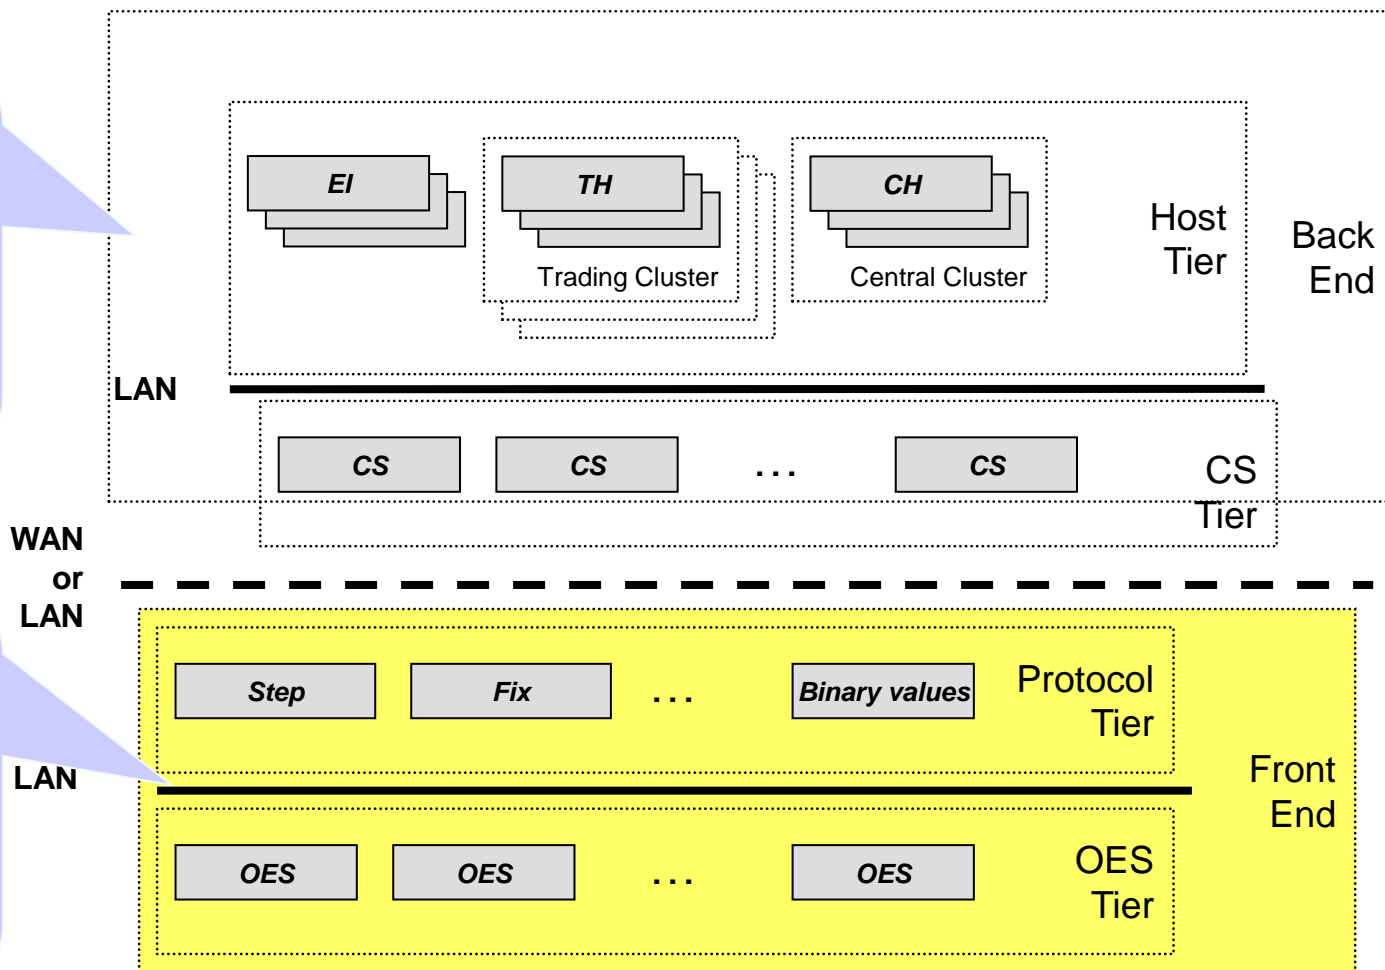 EI
TH
CH
Trading Cluster
Central Cluster
Host
Tier
Back
End
LAN
CS
CS
...
CS
CS
Tier
WAN
or
LAN
Step
Fix
...
Binary values
Protocol
Tier
LAN
Front
End
OES
OES
...
OES
OES
Tier